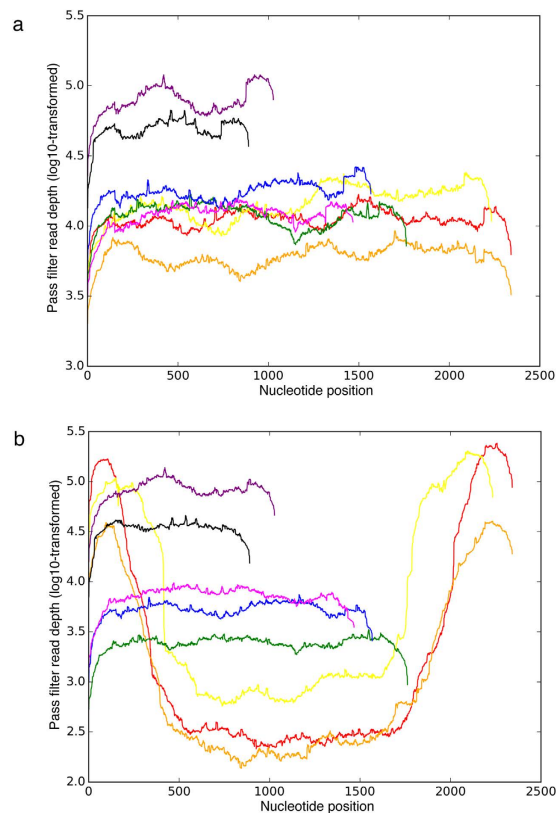 a
5.5
5.0
4.5
4.0
3.5
3.0
Pass filter read depth (log10-transformed)
0 500 1000 1500 2000 2500
Nucleotide position
b
5.5
5.0
4.5
4.0
3.5
3.0
2.5
2.0
Pass filter read depth (log10-transformed)
0 500 1000 1500 2000 2500
Nucleotide position